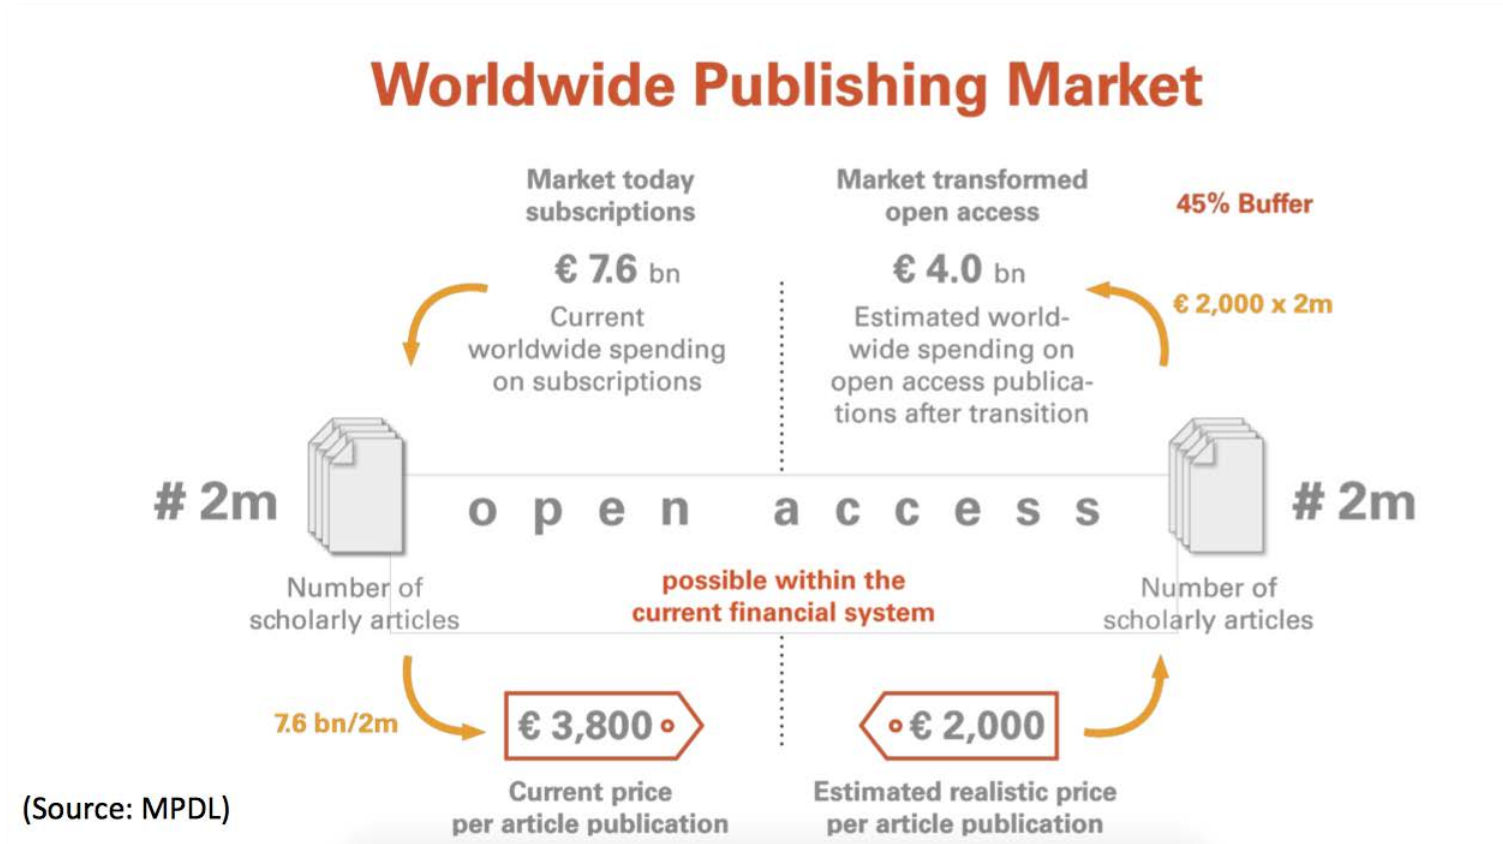 Worldwide Publishing Market
Market today
subscriptions
€ 7.6 bn
Current
worldwide spending
on subscriptions
Market transformed
open access
€ 4.0 bn
Estimated world-
wide spending on
open access publica-
tions after transition
45% Buffer
€ 2,000 x 2m
# 2m
open access
# 2m
Number of
scholarly articles
possible within the
current financial system
Number of
scholarly articles
7.6 bn/2m
€ 3,800
€ 2,000
Current price
per article publication
Estimated realistic price
per article publication
(Source: MPDL)